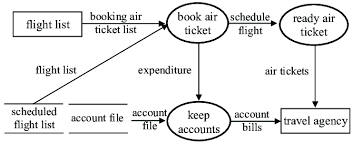 flight list
booking air
ticket list
book air
ticket
schedule
flight
ready air
ticket
flight list
expenditure
air tickets
scheduled
flight list
account file
account
file
keep
accounts
account
bills
travel agency